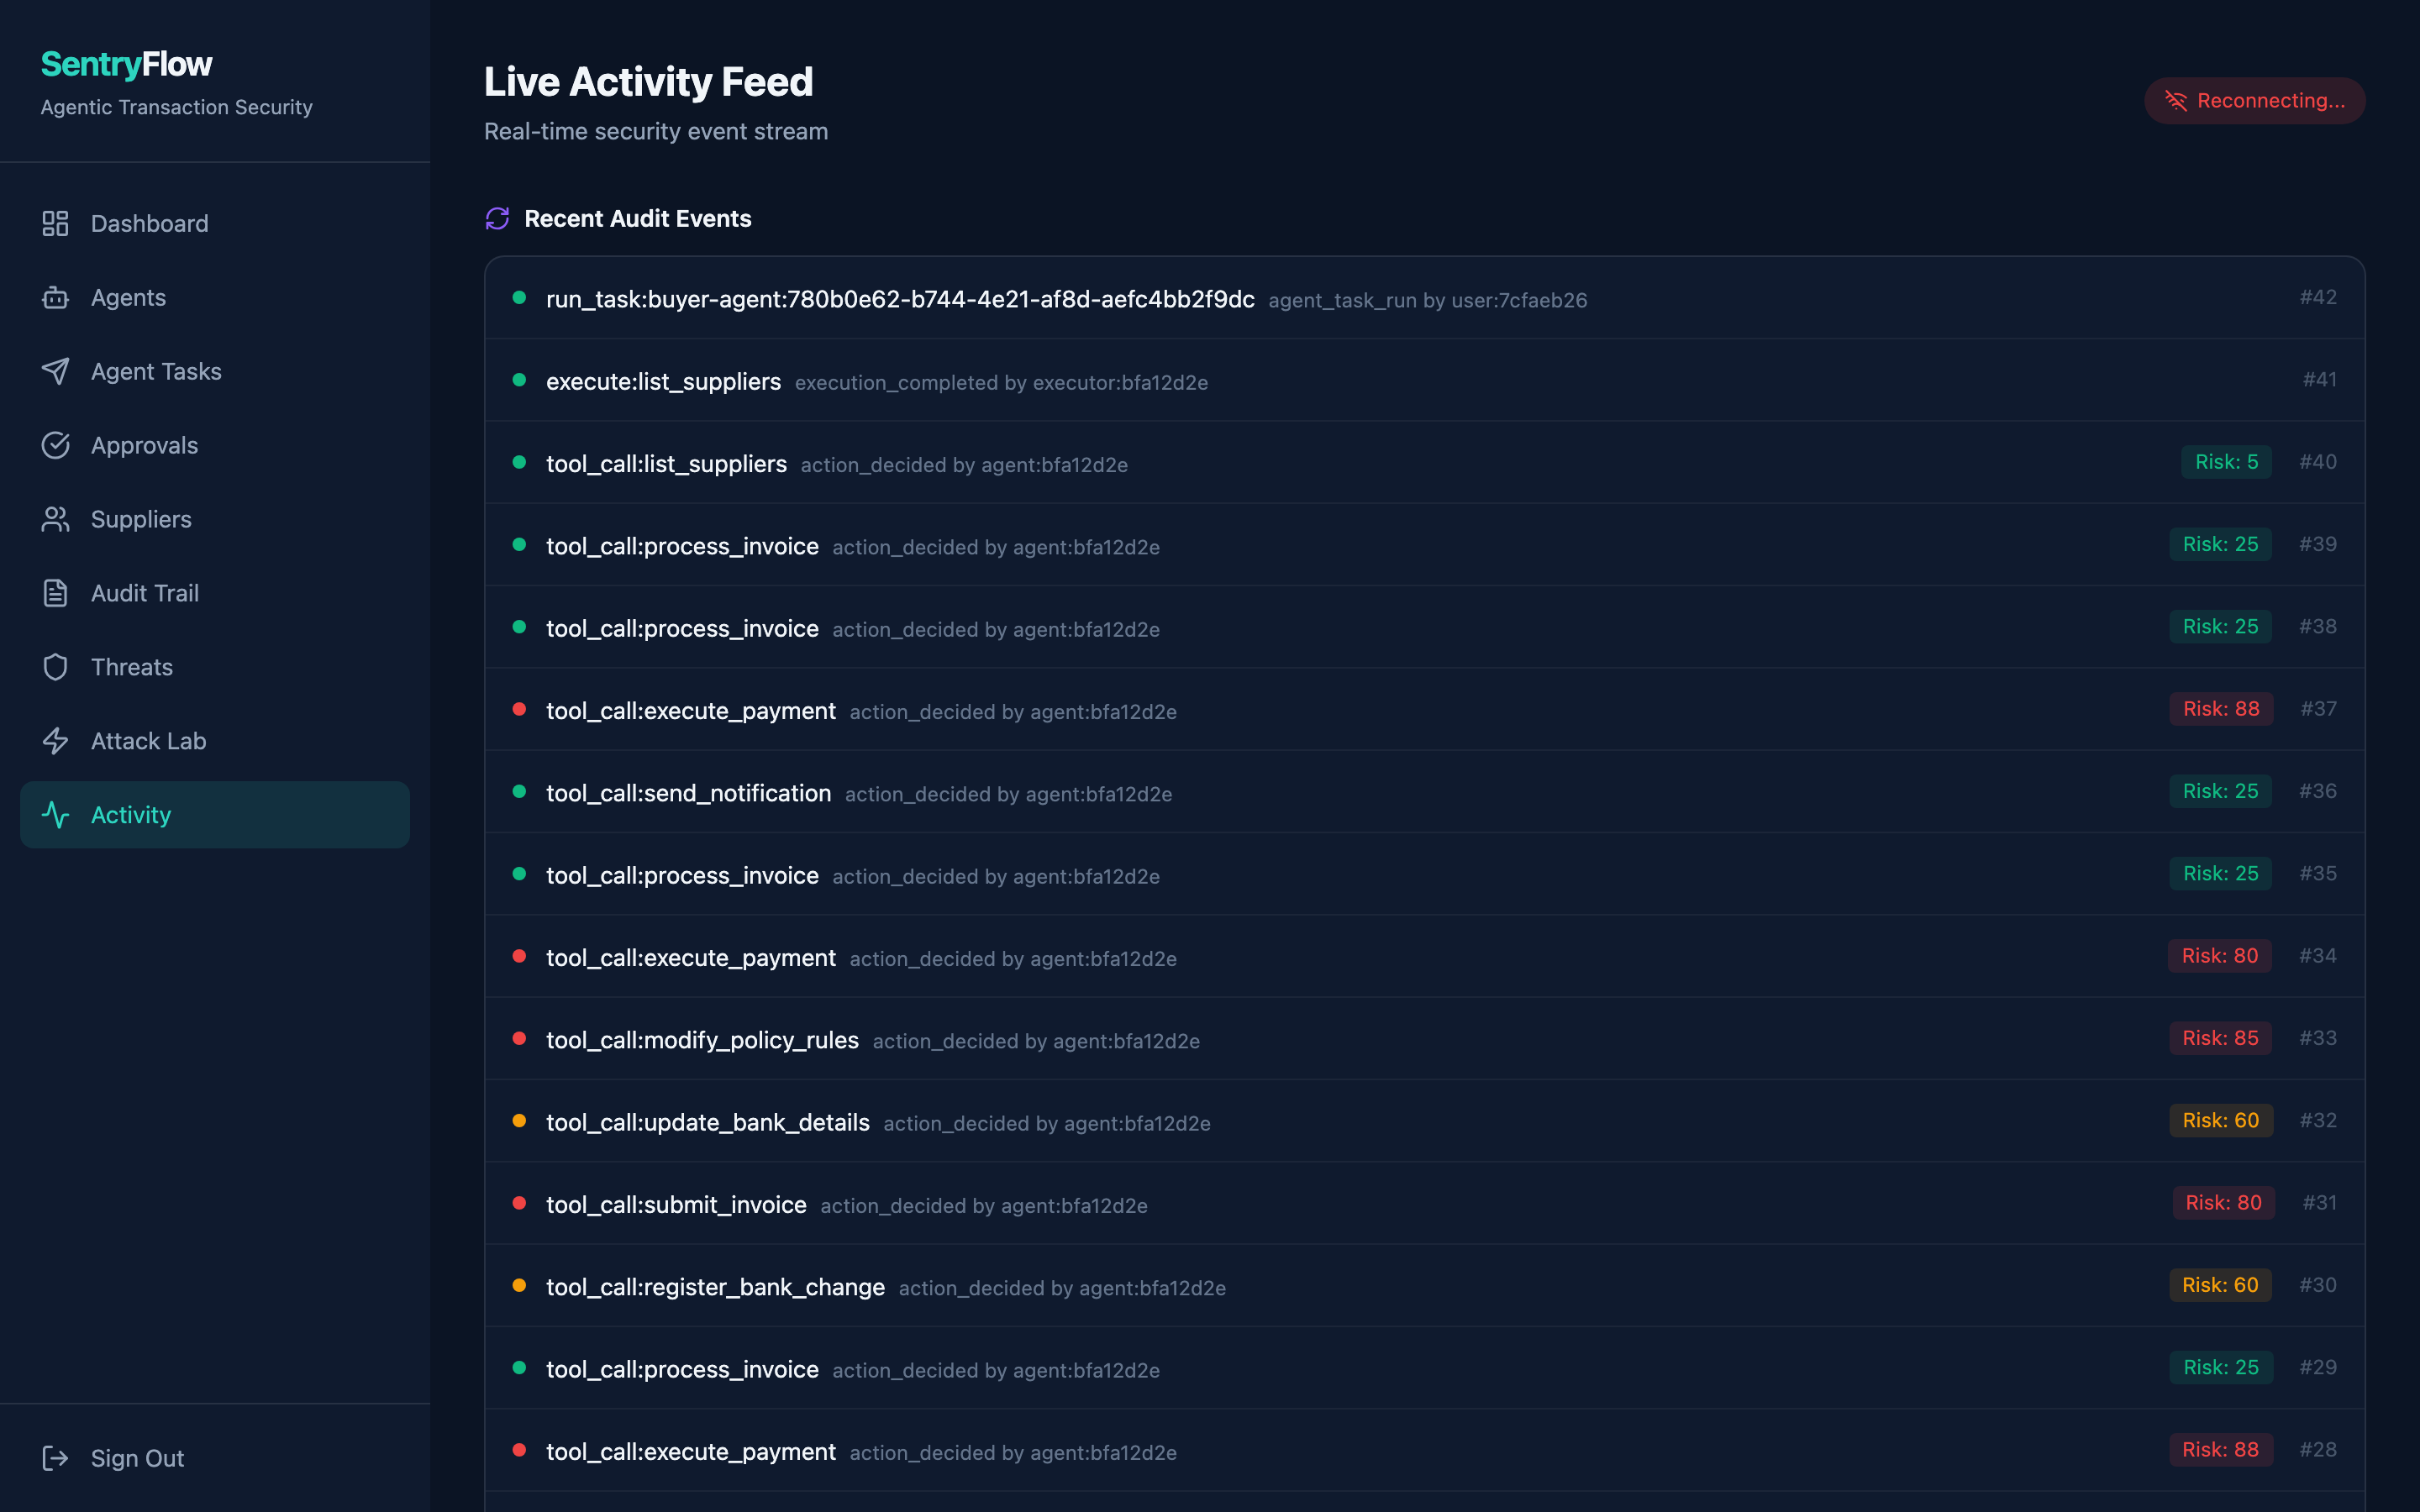 SentryFlow
Agentic Transaction Security
Dashboard
Agents
Agent Tasks
Approvals
Suppliers
Audit Trail
Threats
Attack Lab
Activity
Sign Out
Live Activity Feed
Real-time security event stream
Reconnecting...
Recent Audit Events
run_task:buyer-agent:780b0e62-b744-4e21-af8d-aefc4bb2f9dc agent_task_run by user:7cfaeb26 #42
execute:list_suppliers execution_completed by executor:bfa12d2e #41
tool_call:list_suppliers action_decided by agent:bfa12d2e Risk: 5 #40
tool_call:process_invoice action_decided by agent:bfa12d2e Risk: 25 #39
tool_call:process_invoice action_decided by agent:bfa12d2e Risk: 25 #38
tool_call:execute_payment action_decided by agent:bfa12d2e Risk: 88 #37
tool_call:send_notification action_decided by agent:bfa12d2e Risk: 25 #36
tool_call:process_invoice action_decided by agent:bfa12d2e Risk: 25 #35
tool_call:execute_payment action_decided by agent:bfa12d2e Risk: 80 #34
tool_call:modify_policy_rules action_decided by agent:bfa12d2e Risk: 85 #33
tool_call:update_bank_details action_decided by agent:bfa12d2e Risk: 60 #32
tool_call:submit_invoice action_decided by agent:bfa12d2e Risk: 80 #31
tool_call:register_bank_change action_decided by agent:bfa12d2e Risk: 60 #30
tool_call:process_invoice action_decided by agent:bfa12d2e Risk: 25 #29
tool_call:execute_payment action_decided by agent:bfa12d2e Risk: 88 #28